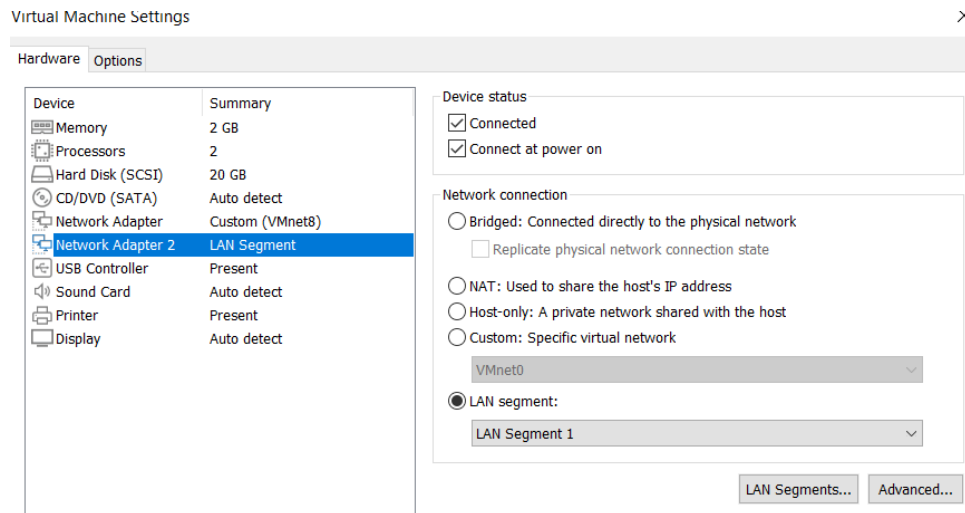 Virtual Machine Settings
Hardware
Options
Device Summary
Memory 2 GB
Processors 2
Hard Disk (SCSI) 20 GB
CD/DVD (SATA) Auto detect
Network Adapter Custom (VMnet8)
Network Adapter 2 LAN Segment
USB Controller Present
Sound Card Auto detect
Printer Present
Display Auto detect
Device status
Connected
Connect at power on
Network connection
Bridged: Connected directly to the physical network
Replicate physical network connection state
NAT: Used to share the host's IP address
Host-only: A private network shared with the host
Custom: Specific virtual network
VMnet0
LAN segment:
LAN Segment 1
LAN Segments... Advanced...